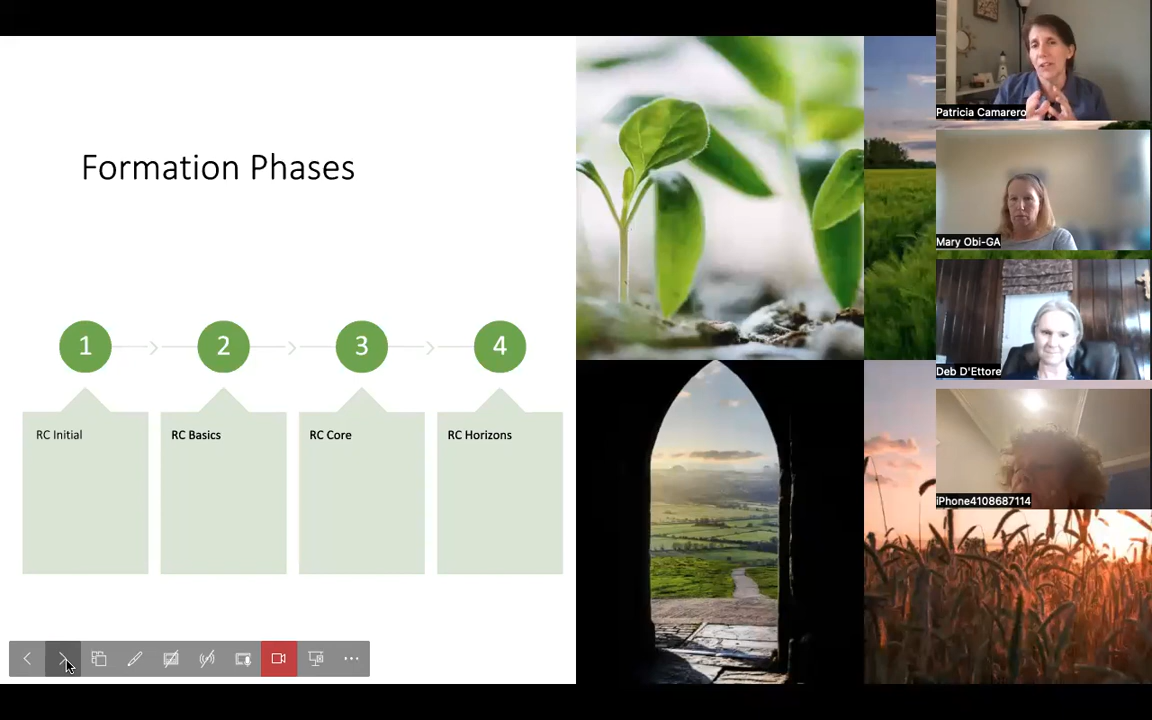 Formation Phases
1
2
3
4
RC Initial
RC Basics
RC Core
RC Horizons
Patricia Camarero
Mary Obi-GA
Deb D'Ettore
iPhone4108687114